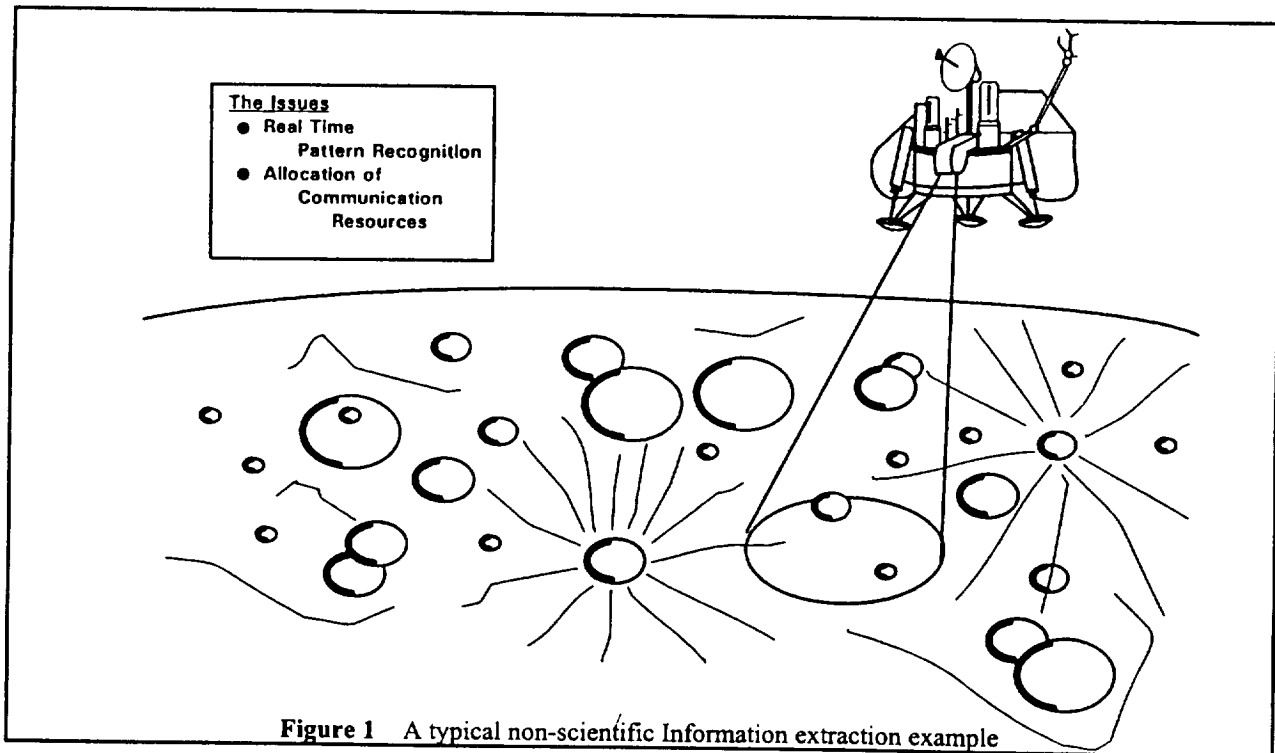 The Issues
● Real Time
Pattern Recognition
● Allocation of
Communication
Resources
Figure 1 A typical non-scientific Information extraction example